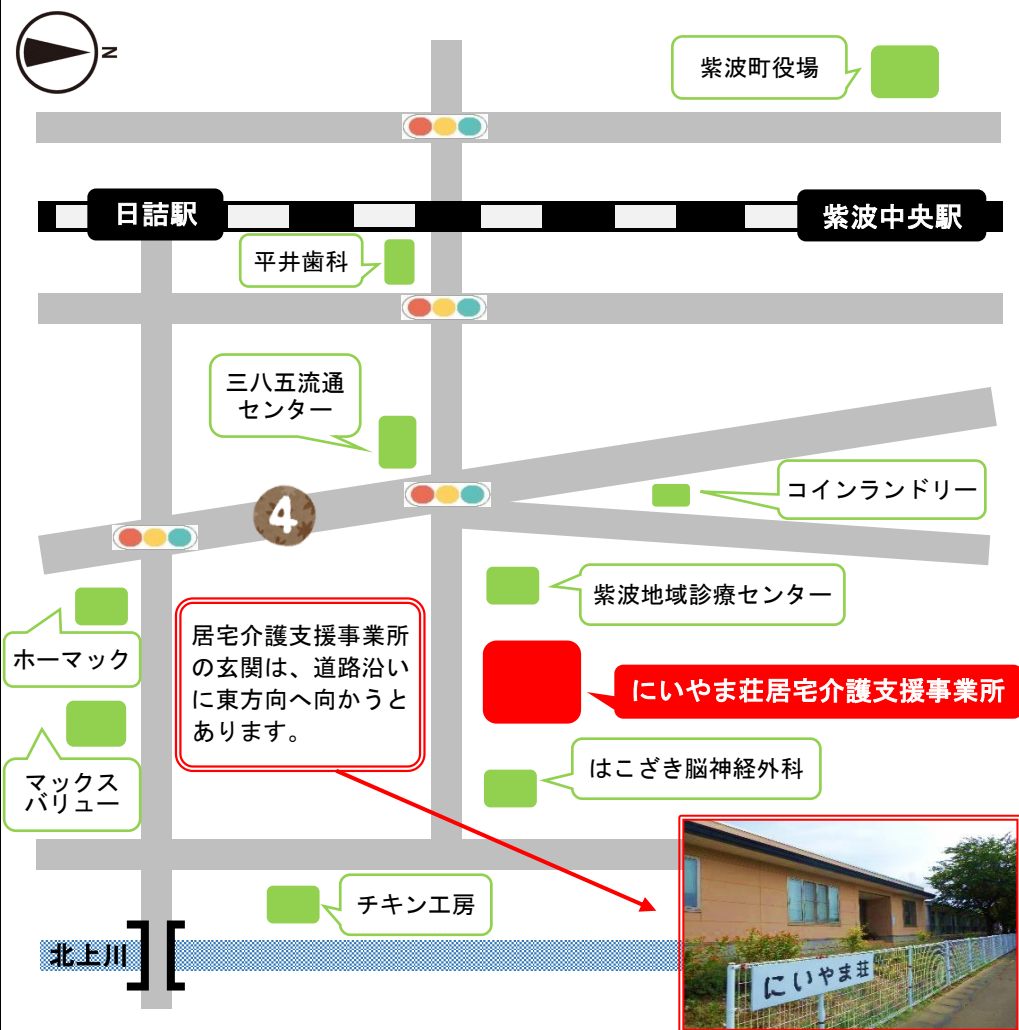 N
紫波町役場
日詰駅
紫波中央駅
平井歯科
三八五流通
センター
4
コインランドリー
紫波地域診療センター
ホーマック
居宅介護支援事業所
の玄関は、道路沿い
に東方向へ向かうと
あります。
にいやま荘居宅介護支援事業所
マックス
バリュー
はこざき脳神経外科
チキン工房
北上川
にいやま荘